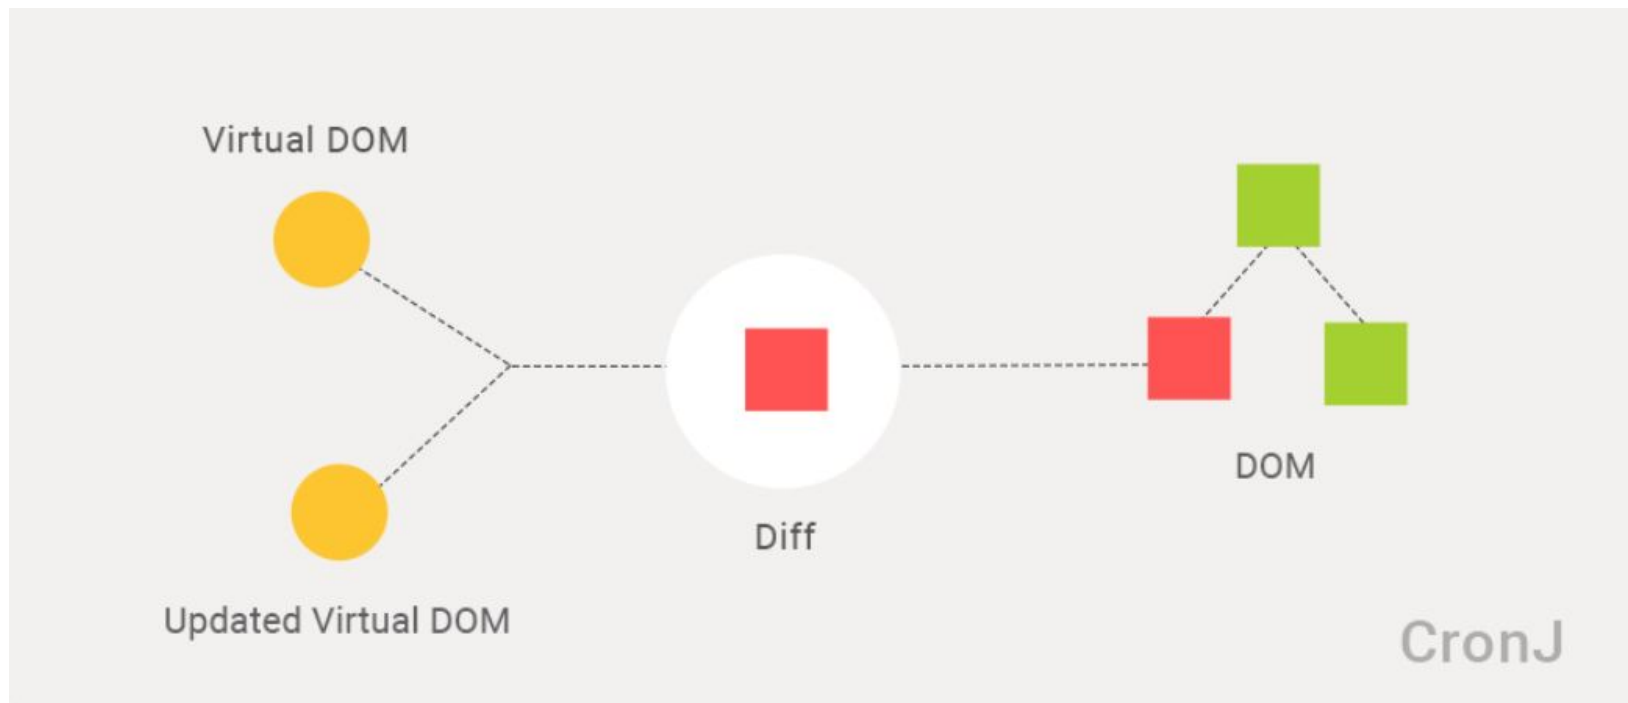 Virtual DOM
Updated Virtual DOM
Diff
DOM
CronJ